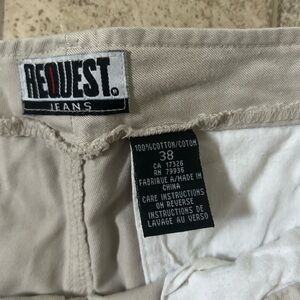 REQUEST.
JEANS
100%COTTON/COTON
38
CA 17326
RN 79936
FABRIQUE A/MADE IN
CHINA
CARE INSTRUCTIONS
ON REVERSE
INSTRUCTIONS DE
LAVAGE AU VERSO